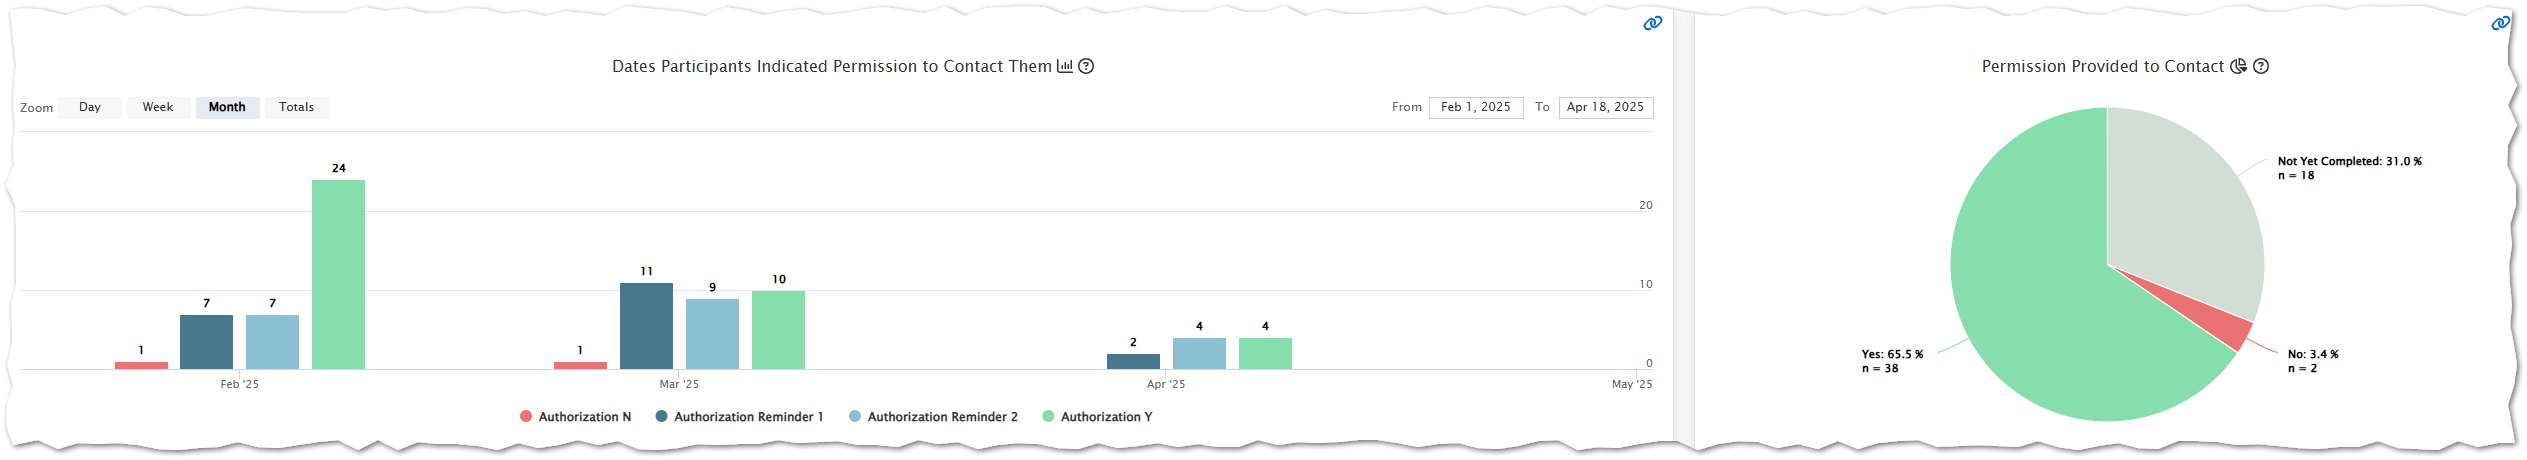 Dates Participants Indicated Permission to Contact Them
Zoom Day Week Month Totals
From Feb 1, 2025 To Apr 18, 2025
24
20
11
10
9
10
7
7
4
4
2
1
1
0
Feb '25 Mar '25 Apr '25 May '25
Authorization N Authorization Reminder 1 Authorization Reminder 2 Authorization Y
Permission Provided to Contact
Not Yet Completed: 31.0 %
n = 18
Yes: 65.5 %
n = 38
No: 3.4 %
n = 2